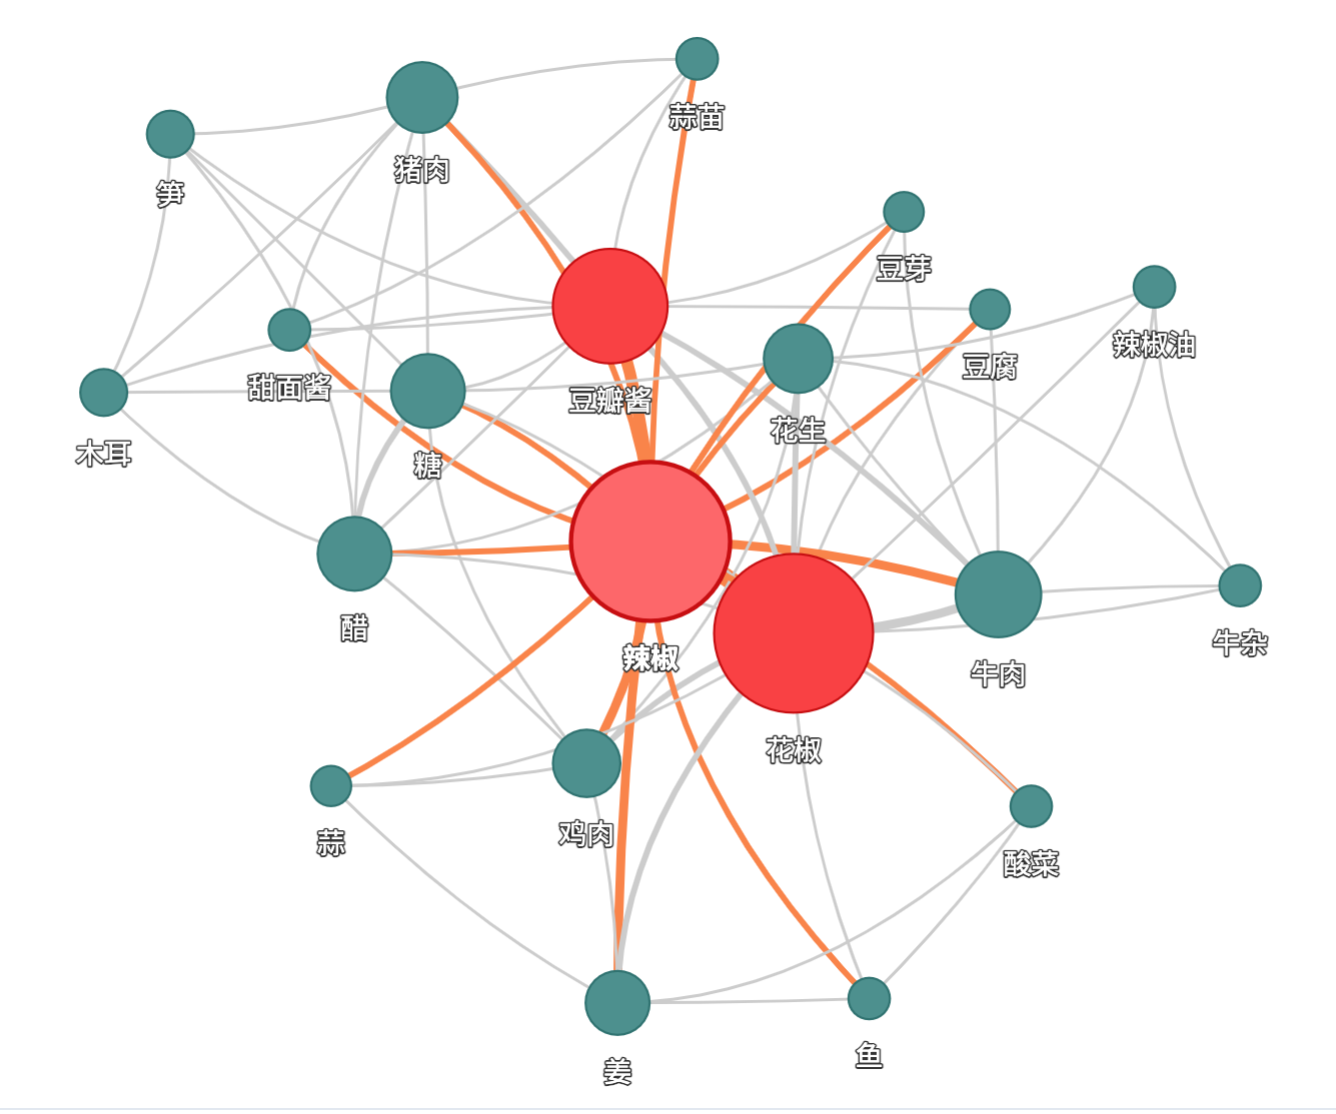 蒜苗
猪肉
笋
豆芽
辣椒油
豆腐
甜面酱
豆瓣酱
花生
木耳
糖
醋
辣椒
牛杂
牛肉
花椒
鸡肉
蒜
酸菜
鱼
姜